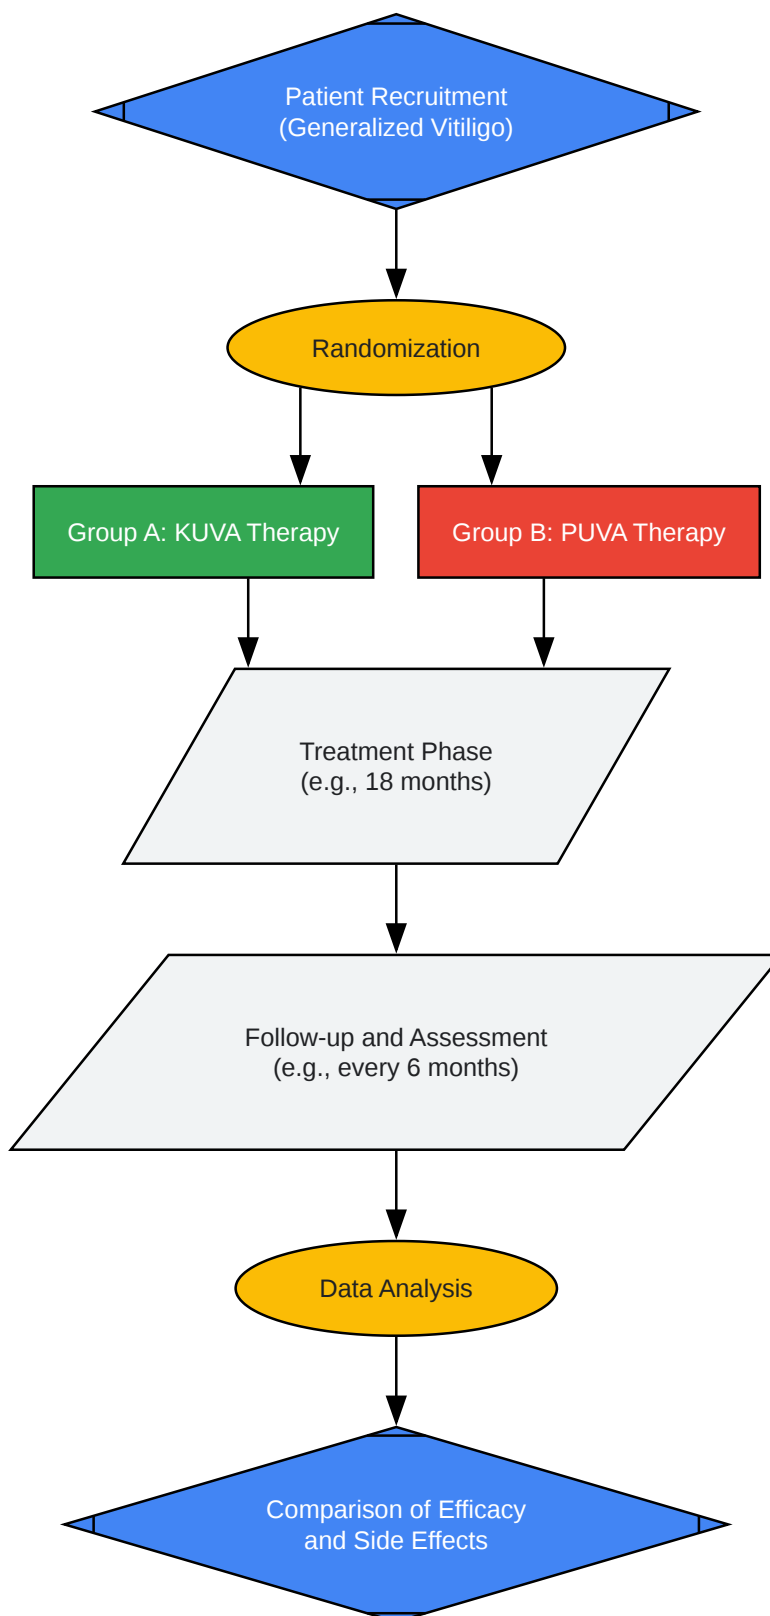 Patient Recruitment
(Generalized Vitiligo)
Randomization
Group A: KUVA Therapy
Group B: PUVA Therapy
Treatment Phase
(e.g., 18 months)
Follow-up and Assessment
(e.g., every 6 months)
Data Analysis
Comparison of Efficacy
and Side Effects